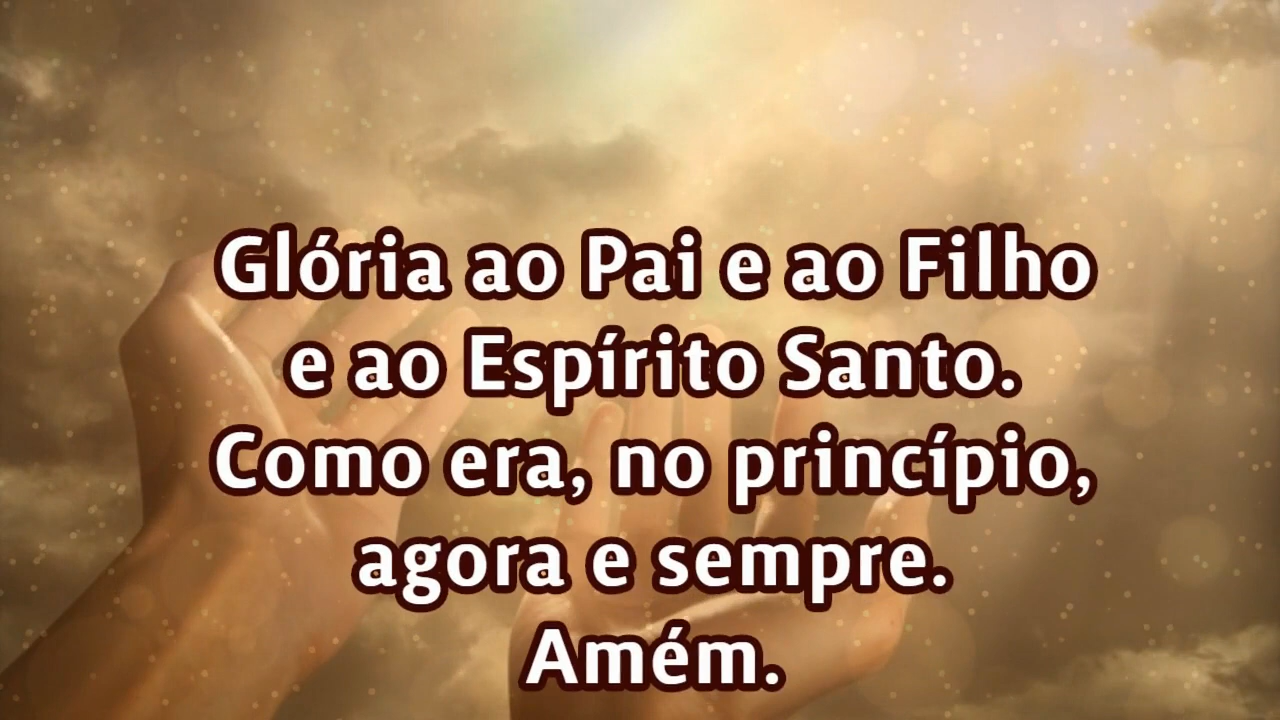 Glória ao Pai e ao Filho
e ao Espírito Santo.
Como era, no princípio,
agora e sempre.
Amém.